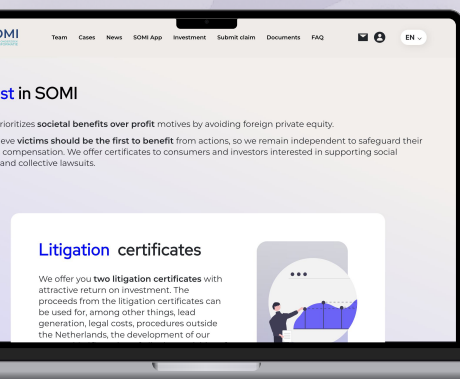 OMI
Team Cases News SOMI App Investment Submit claim Documents FAQ EN
st in SOMI
rioritizes societal benefits over profit motives by avoiding foreign private equity.
eve victims should be the first to benefit from actions, so we remain independent to safeguard their
compensation. We offer certificates to consumers and investors interested in supporting social
and collective lawsuits.
Litigation certificates
We offer you two litigation certificates with
attractive return on investment. The
proceeds from the litigation certificates can
be used for, among other things, lead
generation, legal costs, procedures outside
the Netherlands, the development of our